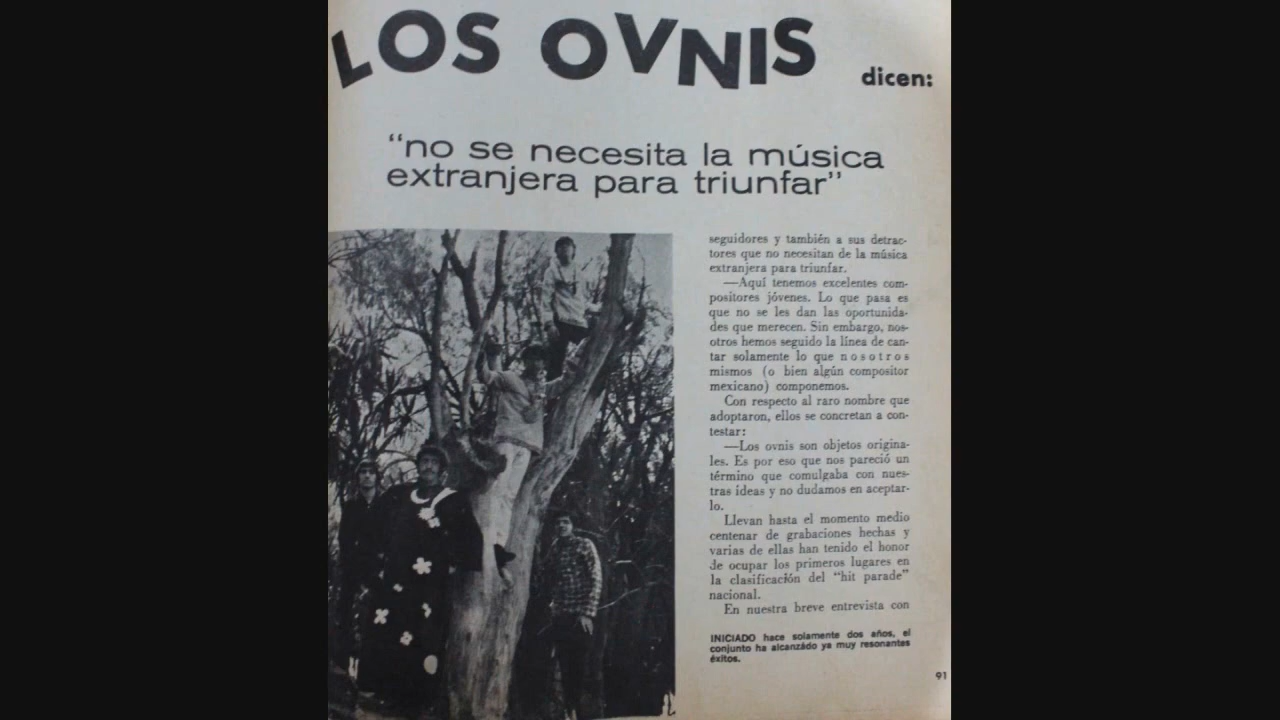 LOS OVNIS
dicen:
"no se necesita la música
extranjera para triunfar"
seguidores y también a sus detrac-
tores que no necesitan de la música
extranjera para triunfar.
—Aquí tenemos excelentes com-
positores jóvenes. Lo que pasa es
que no se les dan las oportunida-
des que merecen. Sin embargo, nos-
otros hemos seguido la línea de can-
tar solamente lo que nosotros
mismos (o bien algún compositor
mexicano) componemos.
Con respecto al raro nombre que
adoptaron, ellos se concretan a con-
testar:
—Los ovnis son objetos origina-
les. Es por eso que nos pareció un
término que comulgaba con nues-
tras ideas y no dudamos en aceptar-
lo.
Llevan hasta el momento medio
centenar de grabaciones hechas y
varias de ellas han tenido el honor
de ocupar los primeros lugares en
la clasificación del "hit parade"
nacional.
En nuestra breve entrevista con
INICIADO hace solamente dos años, el
conjunto ha alcanzádo ya muy resonantes
éxitos.
91